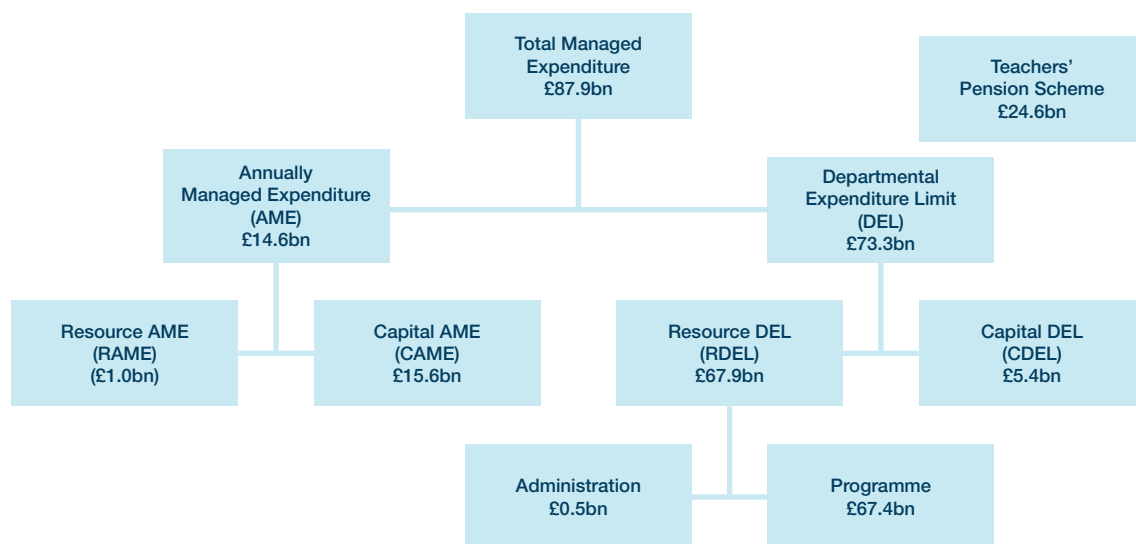 Total Managed
Expenditure
£87.9bn
Teachers’
Pension Scheme
£24.6bn
Annually
Managed Expenditure
(AME)
£14.6bn
Departmental
Expenditure Limit
(DEL)
£73.3bn
Resource AME
(RAME)
(£1.0bn)
Capital AME
(CAME)
£15.6bn
Resource DEL
(RDEL)
£67.9bn
Capital DEL
(CDEL)
£5.4bn
Administration
£0.5bn
Programme
£67.4bn